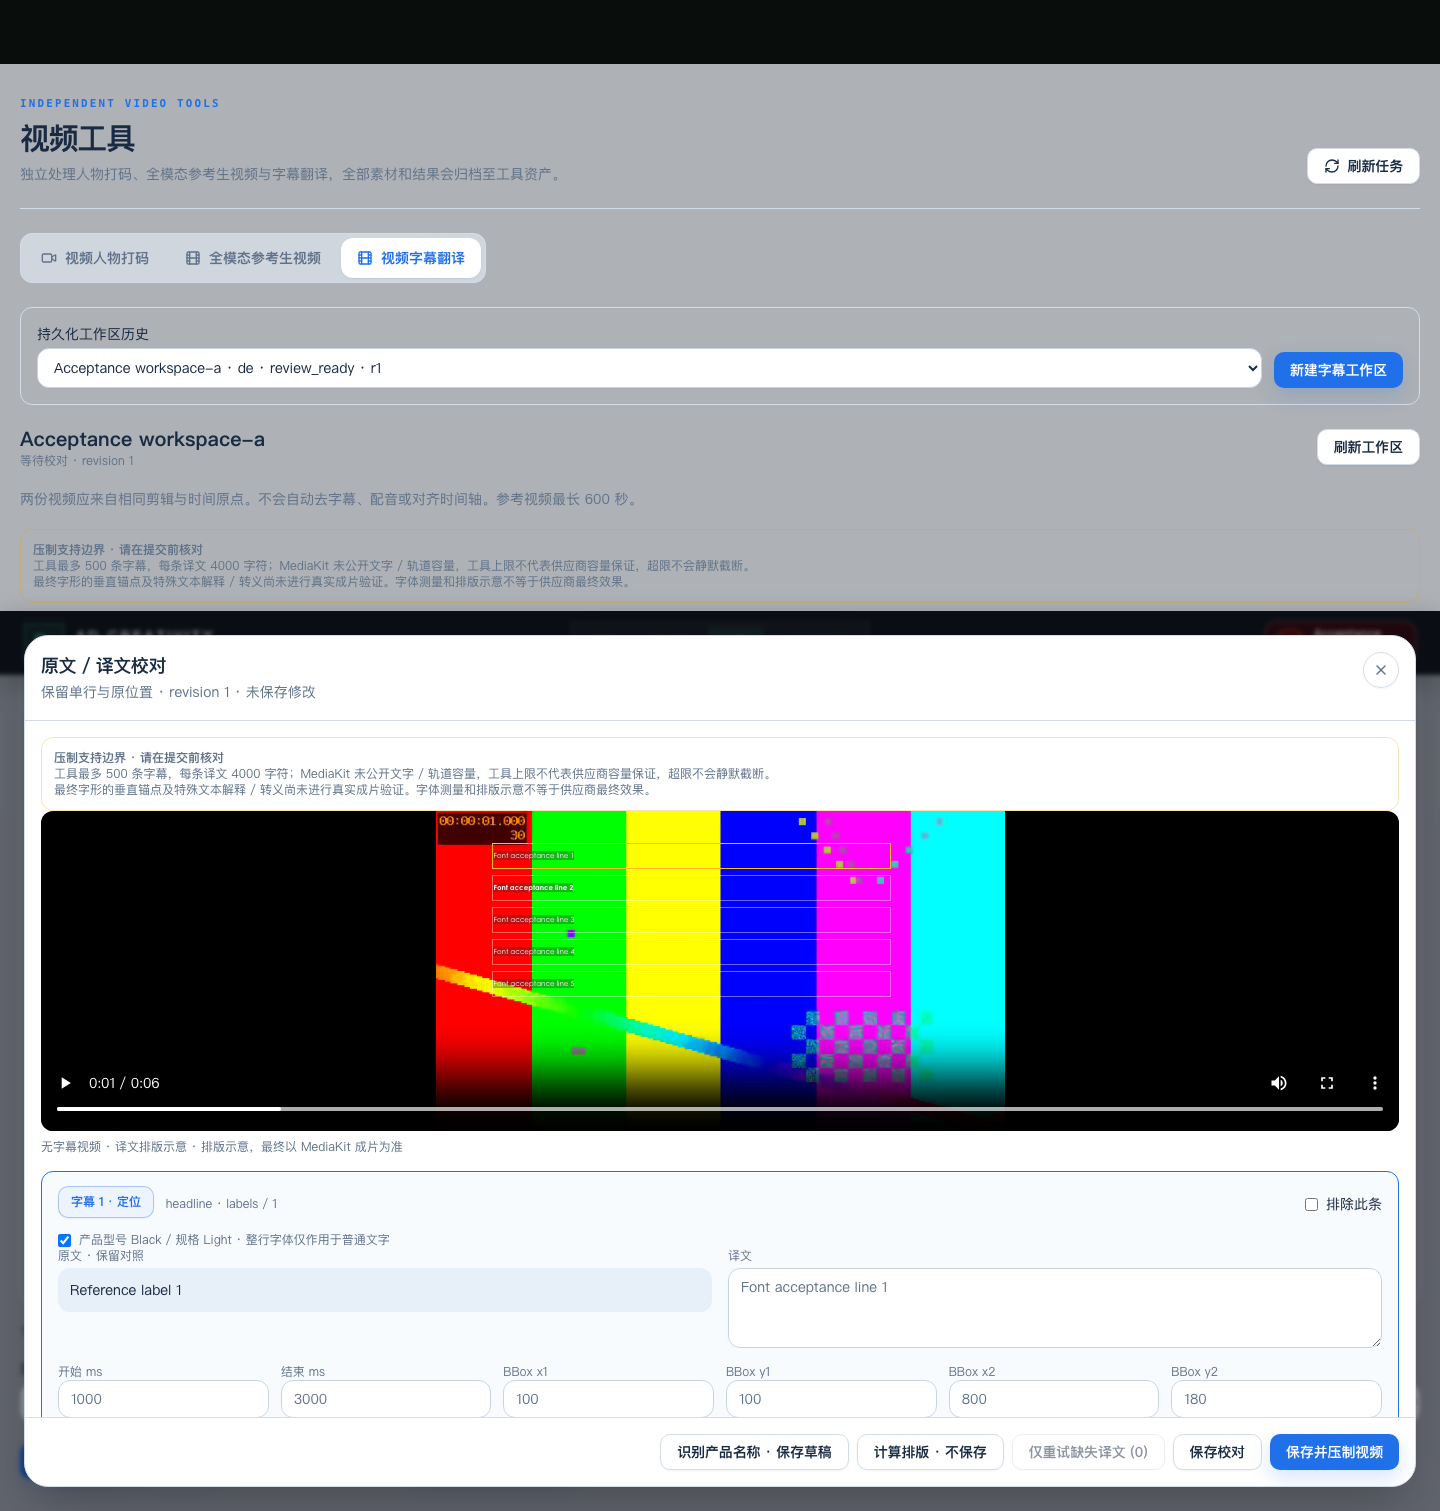 INDEPENDENT VIDEO TOOLS
视频工具
独立处理人物打码、全模态参考生视频与字幕翻译，全部素材和结果会归档至工具资产。
刷新任务
视频人物打码
全模态参考生视频
视频字幕翻译
持久化工作区历史
Acceptance workspace-a · de · review_ready · r1
新建字幕工作区
Acceptance workspace-a
等待校对 · revision 1
刷新工作区
两份视频应来自相同剪辑与时间原点。不会自动去字幕、配音或对齐时间轴。参考视频最长 600 秒。
压制支持边界 · 请在提交前核对
工具最多 500 条字幕，每条译文 4000 字符；MediaKit 未公开文字 / 轨道容量，工具上限不代表供应商容量保证，超限不会静默截断。
最终字形的垂直锚点及特殊文本解释 / 转义尚未进行真实成片验证。字体测量和排版示意不等于供应商最终效果。
原文 / 译文校对
保留单行与原位置 · revision 1 · 未保存修改
压制支持边界 · 请在提交前核对
工具最多 500 条字幕，每条译文 4000 字符；MediaKit 未公开文字 / 轨道容量，工具上限不代表供应商容量保证，超限不会静默截断。
最终字形的垂直锚点及特殊文本解释 / 转义尚未进行真实成片验证。字体测量和排版示意不等于供应商最终效果。
00:00:01.000
30
Font acceptance line 1
Font acceptance line 2
Font acceptance line 3
Font acceptance line 4
Font acceptance line 5
0:01 / 0:06
无字幕视频 · 译文排版示意 · 排版示意，最终以 MediaKit 成片为准
字幕 1 · 定位
headline · labels / 1
排除此条
产品型号 Black / 规格 Light · 整行字体仅作用于普通文字
原文 · 保留对照
译文
Reference label 1
Font acceptance line 1
开始 ms
结束 ms
BBox x1
BBox y1
BBox x2
BBox y2
1000
3000
100
100
800
180
识别产品名称 · 保存草稿
计算排版 · 不保存
仅重试缺失译文 (0)
保存校对
保存并压制视频